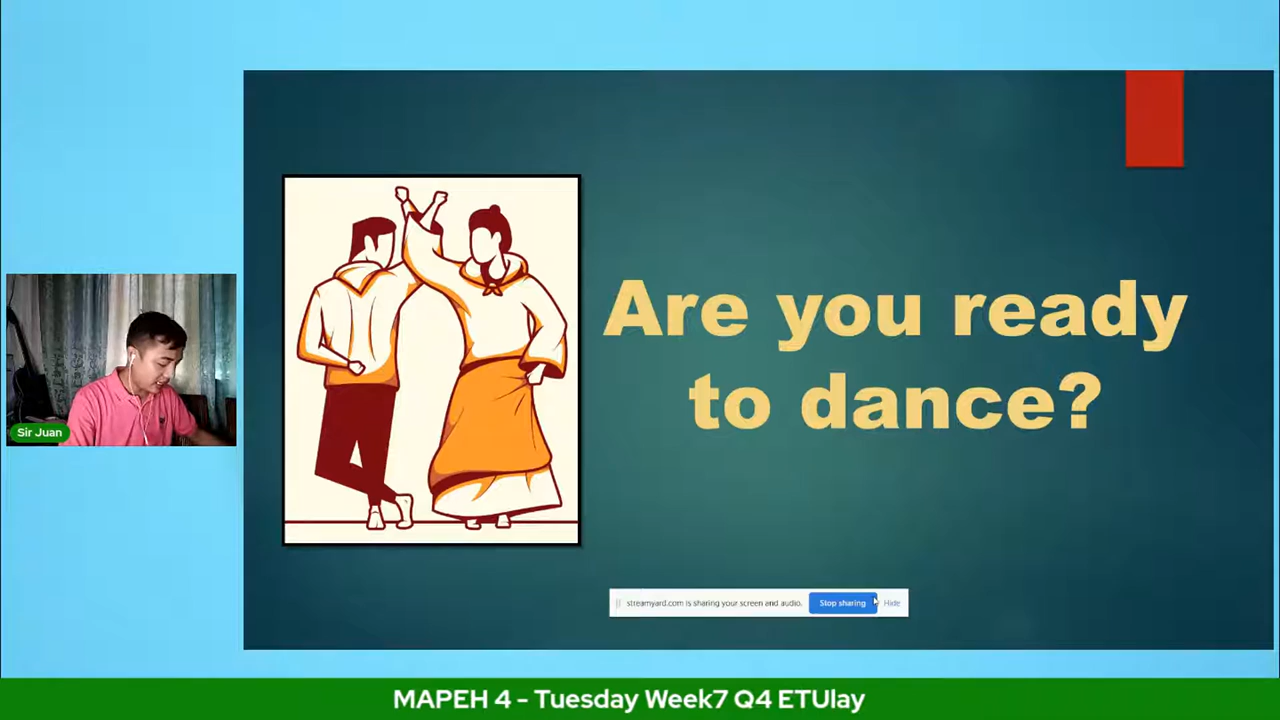 Are you ready
to dance?
Sir Juan
streamyard.com is sharing your screen and audio. Stop sharing Hide
MAPEH 4 - Tuesday Week7 Q4 ETUlay